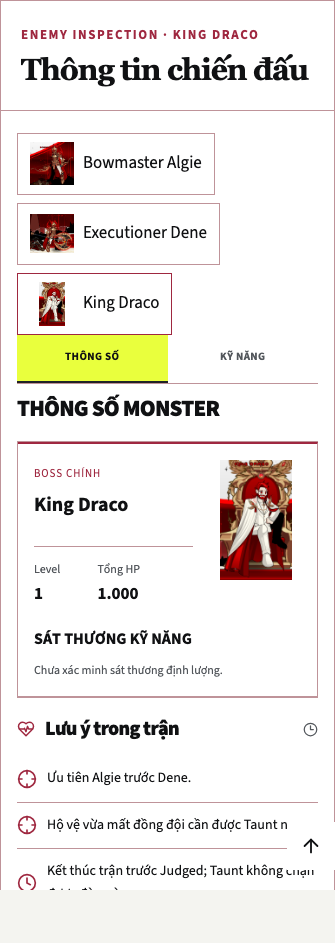 ENEMY INSPECTION · KING DRACO
Thông tin chiến đấu
Bowmaster Algie
Executioner Dene
King Draco
THÔNG SỐ
KỸ NĂNG
THÔNG SỐ MONSTER
BOSS CHÍNH
King Draco
Level
Tổng HP
1
1.000
SÁT THƯƠNG KỸ NĂNG
Chưa xác minh sát thương định lượng.
Lưu ý trong trận
Ưu tiên Algie trước Dene.
Hộ vệ vừa mất đồng đội cần được Taunt n
Kết thúc trận trước Judged; Taunt không chặn